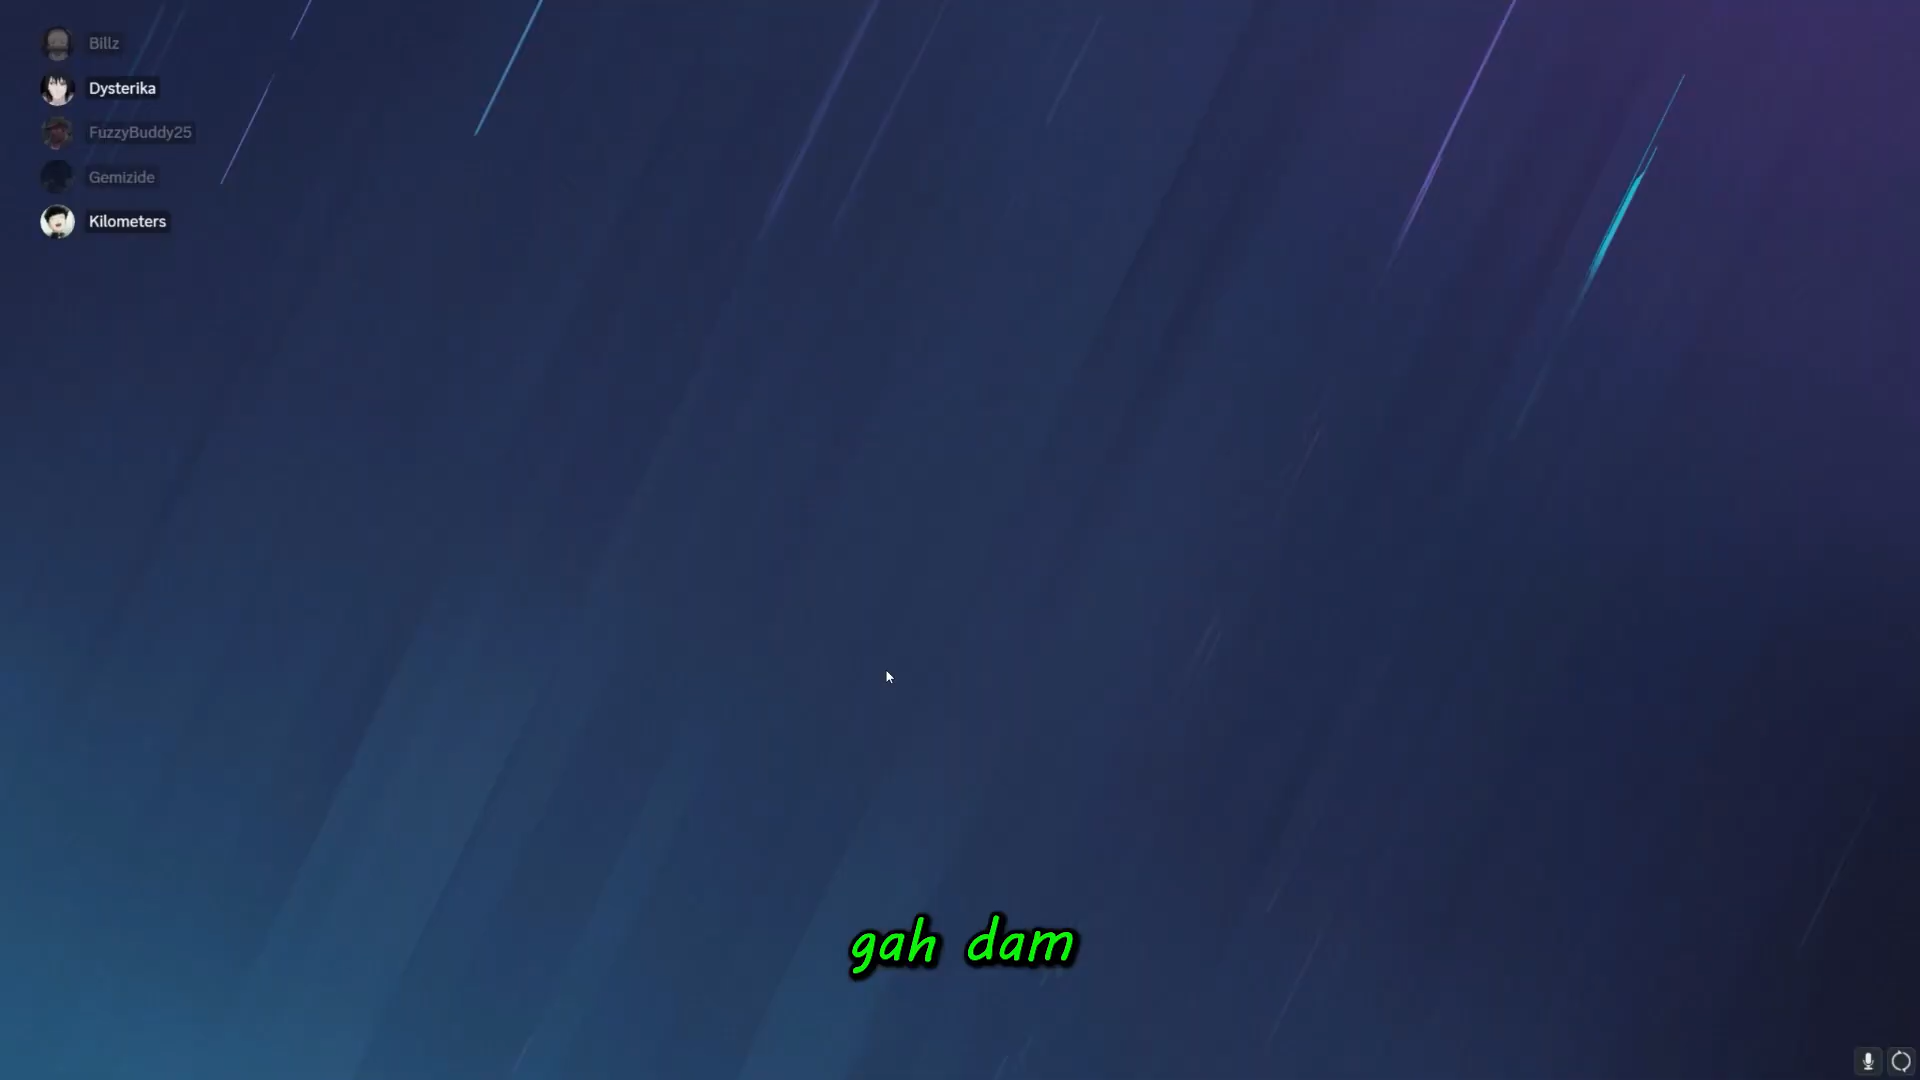 Billz
Dysterika
FuzzyBuddy25
Gemizide
Kilometers
gah dam